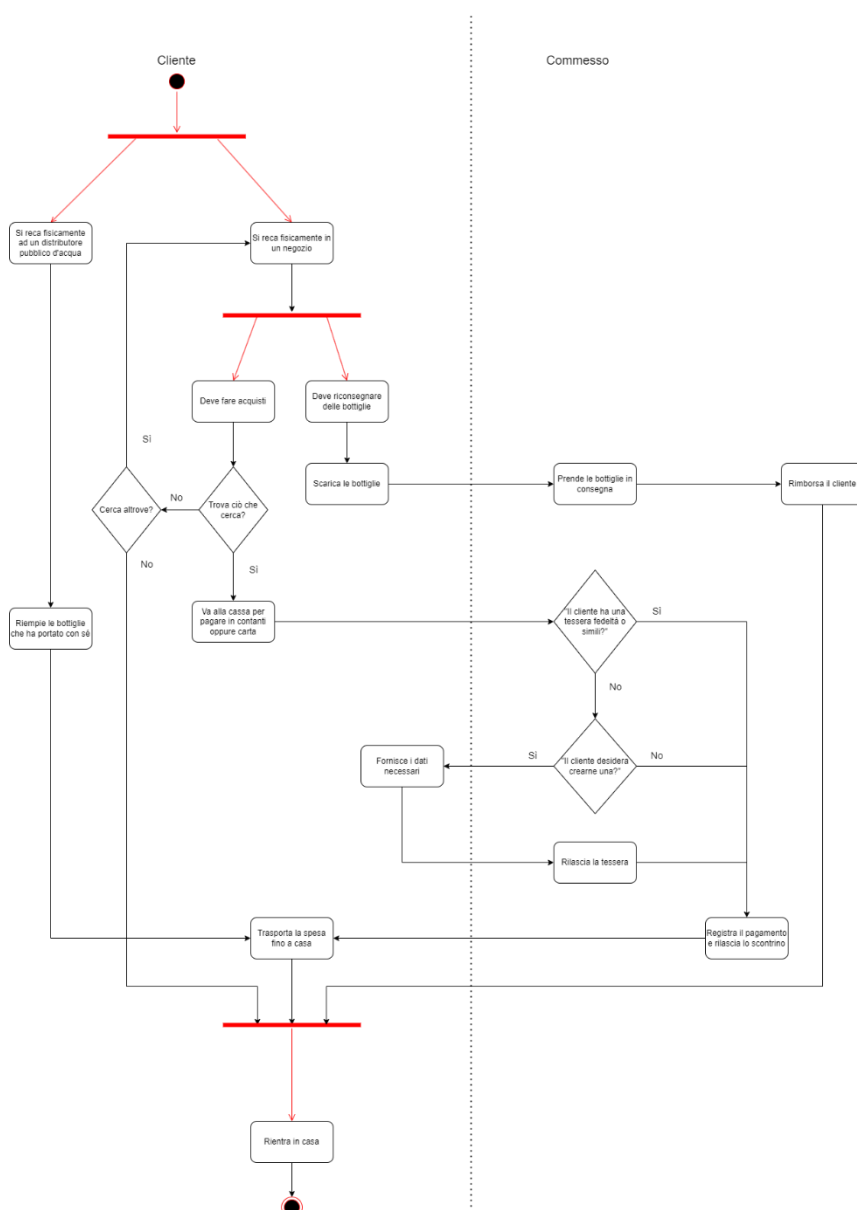 Cliente
Commesso
Si reca fisicamente
ad un distributore
pubblico d'acqua
Si reca fisicamente in
un negozio
Deve fare acquisti
Deve riconsegnare
delle bottiglie
Sì
Cerca altrove?
No
Trova ciò che
cerca?
Scarica le bottiglie
Prende le bottiglie in
consegna
Rimborsa il cliente
No
Sì
Riempie le bottiglie
che ha portato con sè
Va alla cassa per
pagare in contanti
oppure carta
"Il cliente ha una
tessera fedeltá o
simili?"
Sì
No
Fornisce i dati
necessari
Sì
"Il cliente desidera
crearne una?"
No
Rilascia la tessera
Trasporta la spesa
fino a casa
Registra il pagamento
e rilascia lo scontrino
Rientra in casa